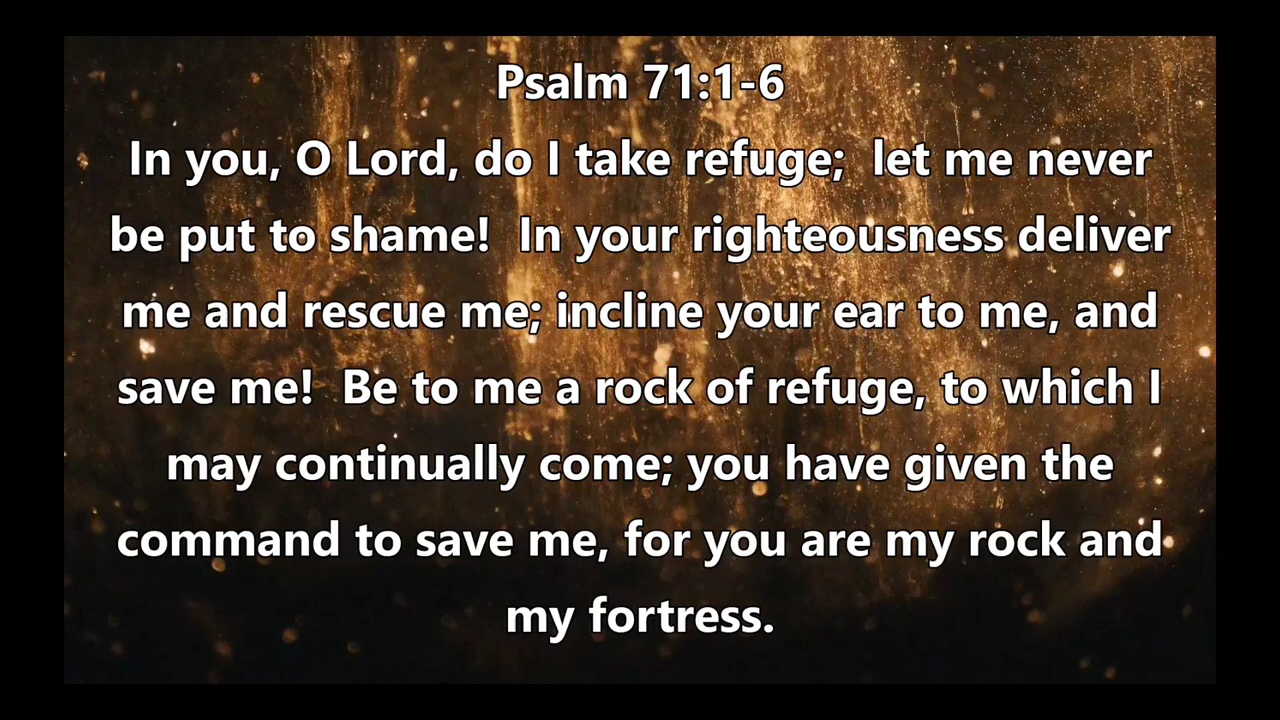 Psalm 71:1-6
In you, O Lord, do I take refuge;  let me never
be put to shame!  In your righteousness deliver
me and rescue me; incline your ear to me, and
save me!  Be to me a rock of refuge, to which I
may continually come; you have given the
command to save me, for you are my rock and
my fortress.